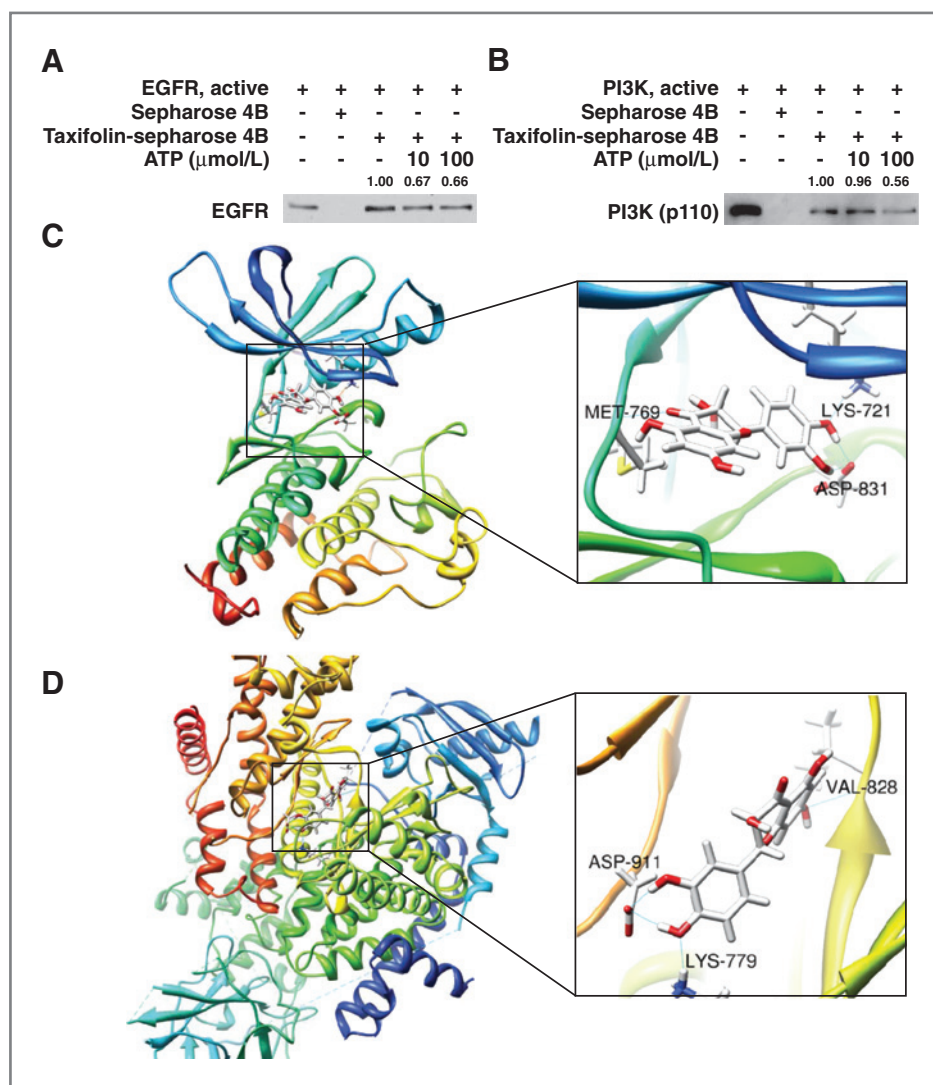 A
EGFR, active + + + + +
Sepharose 4B - + - - -
Taxifolin-sepharose 4B - - + + +
ATP (μmol/L) - - - 10 100
1.00 0.67 0.66
EGFR
B
PI3K, active + + + + +
Sepharose 4B - + - - -
Taxifolin-sepharose 4B - - + + +
ATP (μmol/L) - - - 10 100
1.00 0.96 0.56
PI3K (p110)
C
MET-769
LYS-721
ASP-831
D
VAL-828
ASP-911
LYS-779